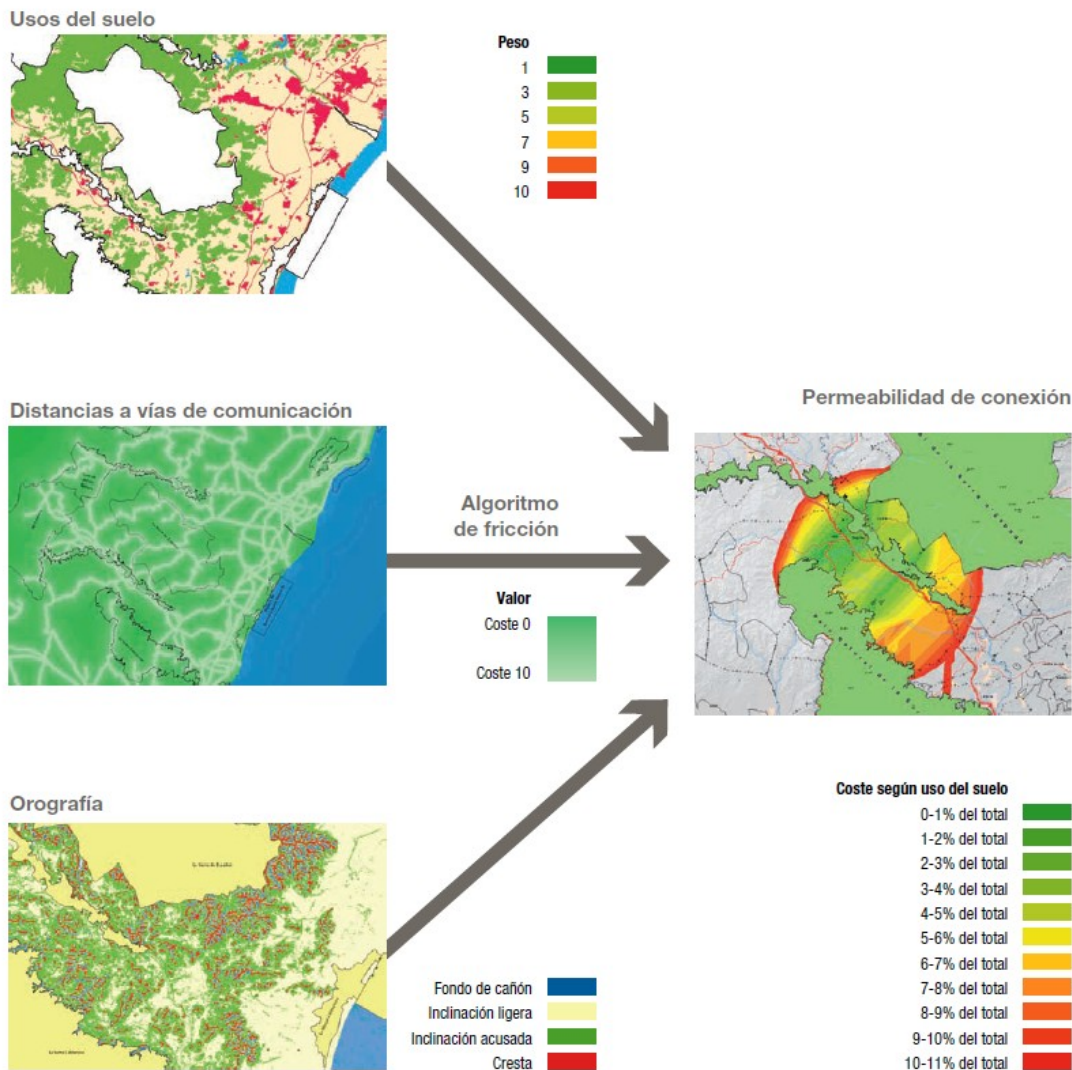 Usos del suelo
Peso
1
3
5
7
9
10
Distancias a vías de comunicación
Algoritmo
de fricción
Valor
Coste 0
Coste 10
Permeabilidad de conexión
Orografía
Fondo de cañón
Inclinación ligera
Inclinación acusada
Cresta
Coste según uso del suelo
0-1% del total
1-2% del total
2-3% del total
3-4% del total
4-5% del total
5-6% del total
6-7% del total
7-8% del total
8-9% del total
9-10% del total
10-11% del total